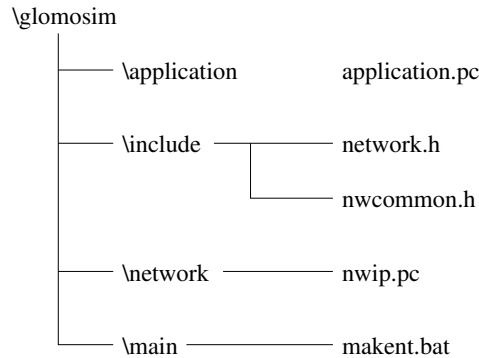 \glomosim
\application application.pc
\include network.h
nwcommon.h
\network nwip.pc
\main makent.bat